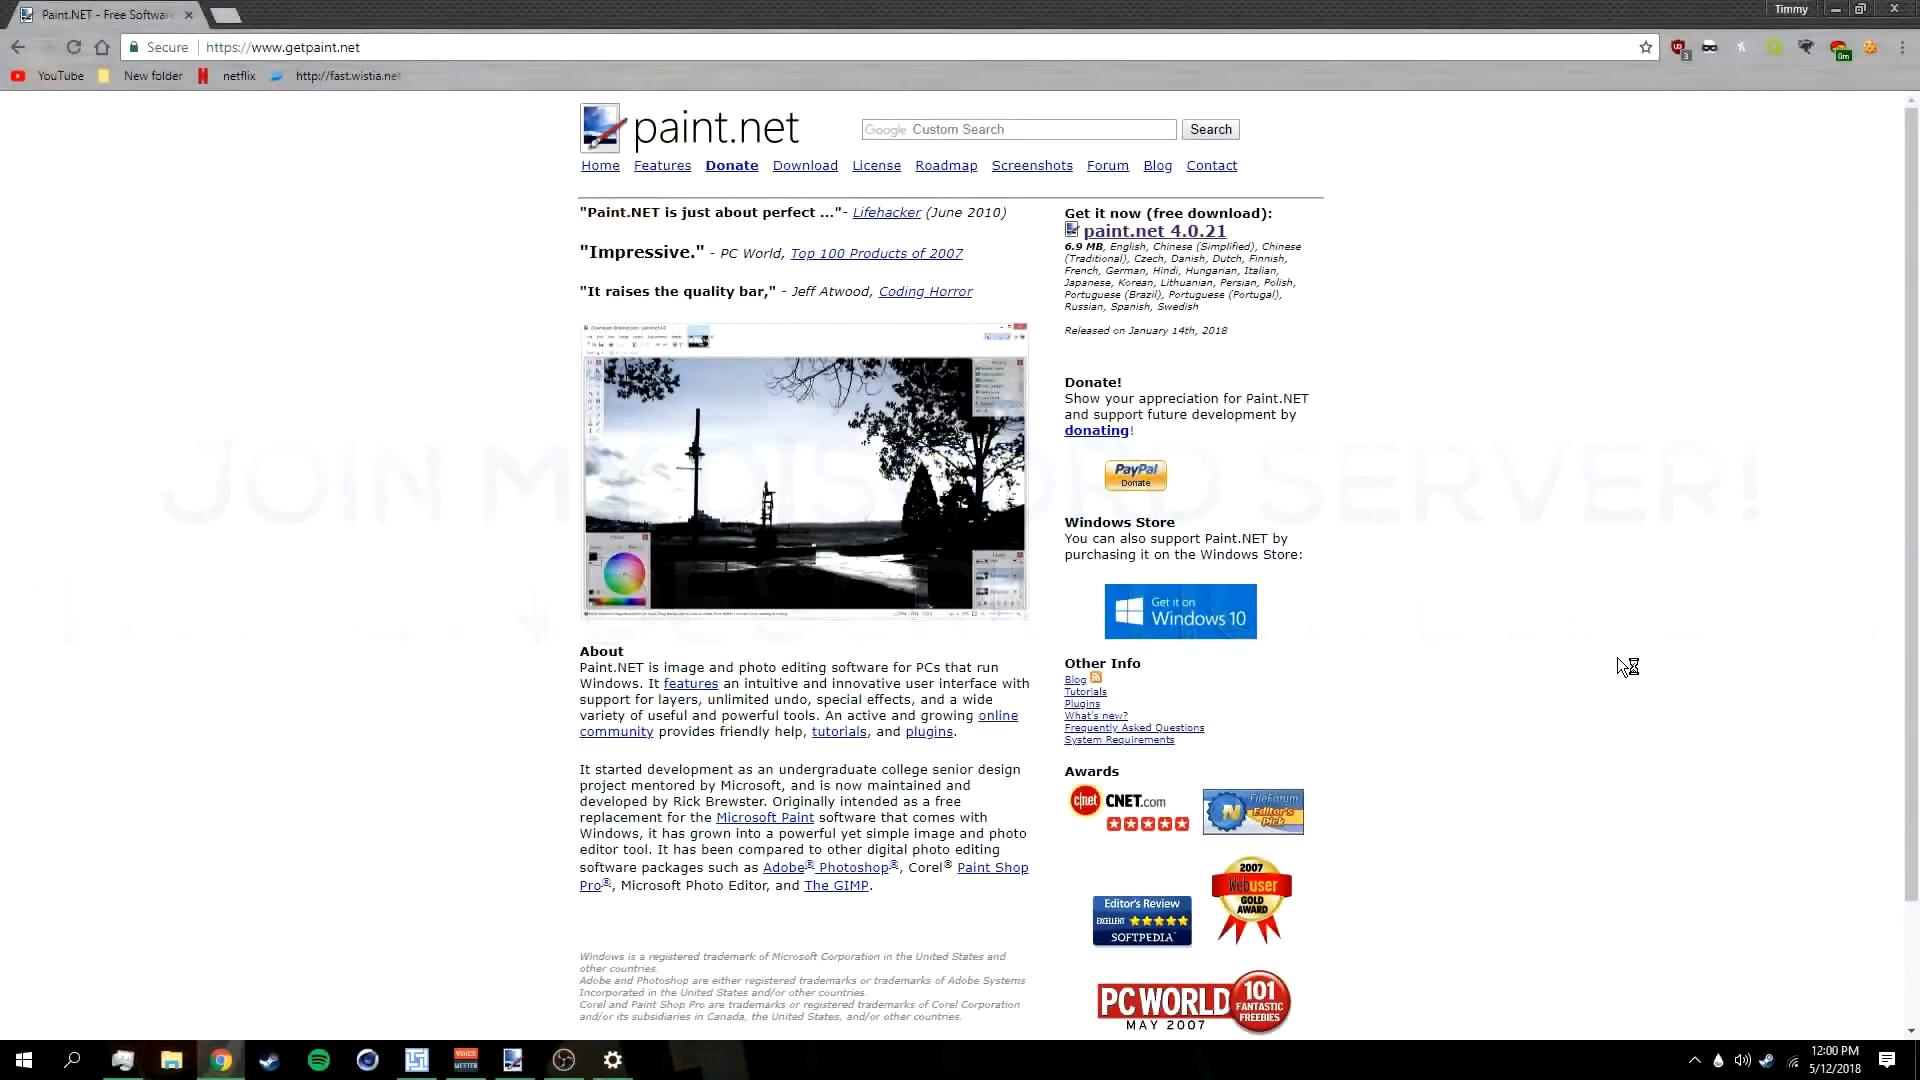 Paint.NET - Free Software
Timmy
Secure
https://www.getpaint.net
YouTube
New folder
netflix
http://fast.wistia.net
paint.net
Google Custom Search
Search
Home Features Donate Download License Roadmap Screenshots Forum Blog Contact
"Paint.NET is just about perfect ..."- Lifehacker (June 2010)
"Impressive." - PC World, Top 100 Products of 2007
"It raises the quality bar," - Jeff Atwood, Coding Horror
Get it now (free download):
paint.net 4.0.21
6.9 MB, English, Chinese (Simplified), Chinese
(Traditional), Czech, Danish, Dutch, Finnish,
French, German, Hindi, Hungarian, Italian,
Japanese, Korean, Lithuanian, Persian, Polish,
Portuguese (Brazil), Portuguese (Portugal),
Russian, Spanish, Swedish
Released on January 14th, 2018
Donate!
Show your appreciation for Paint.NET
and support future development by
donating!
PayPal
Donate
JOIN MY DISCORD SERVER!
Windows Store
You can also support Paint.NET by
purchasing it on the Windows Store:
Get it on
Windows 10
About
Paint.NET is image and photo editing software for PCs that run
Windows. It features an intuitive and innovative user interface with
support for layers, unlimited undo, special effects, and a wide
variety of useful and powerful tools. An active and growing online
community provides friendly help, tutorials, and plugins.
It started development as an undergraduate college senior design
project mentored by Microsoft, and is now maintained and
developed by Rick Brewster. Originally intended as a free
replacement for the Microsoft Paint software that comes with
Windows, it has grown into a powerful yet simple image and photo
editor tool. It has been compared to other digital photo editing
software packages such as Adobe® Photoshop®, Corel® Paint Shop
Pro®, Microsoft Photo Editor, and The GIMP.
Other Info
Blog
Tutorials
Plugins
What's new?
Frequently Asked Questions
System Requirements
Awards
c|net CNET.com
FileForum
Editor's
Pick
2007
Webuser
GOLD
AWARD
Editor's Review
EXCELLENT
SOFTPEDIA
PC WORLD
MAY 2007
101
FANTASTIC
FREEBIES
Windows is a registered trademark of Microsoft Corporation in the United States and
other countries.
Adobe and Photoshop are either registered trademarks or trademarks of Adobe Systems
Incorporated in the United States and/or other countries.
Corel and Paint Shop Pro are trademarks or registered trademarks of Corel Corporation
and/or its subsidiaries in Canada, the United States, and/or other countries.
VOICE
MEETER
12:00 PM
5/12/2018